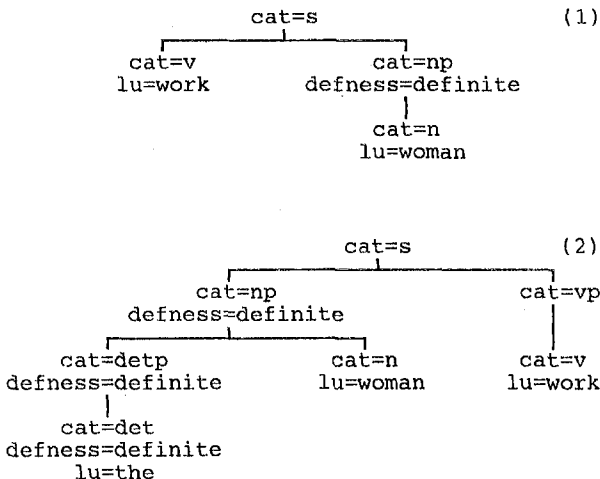 cat=s (1)
cat=v cat=np
lu=work defness=definite
cat=n
lu=woman
cat=s (2)
cat=np cat=vp
defness=definite
cat=detp cat=n cat=v
defness=definite lu=woman lu=work
cat=det
defness=definite
lu=the